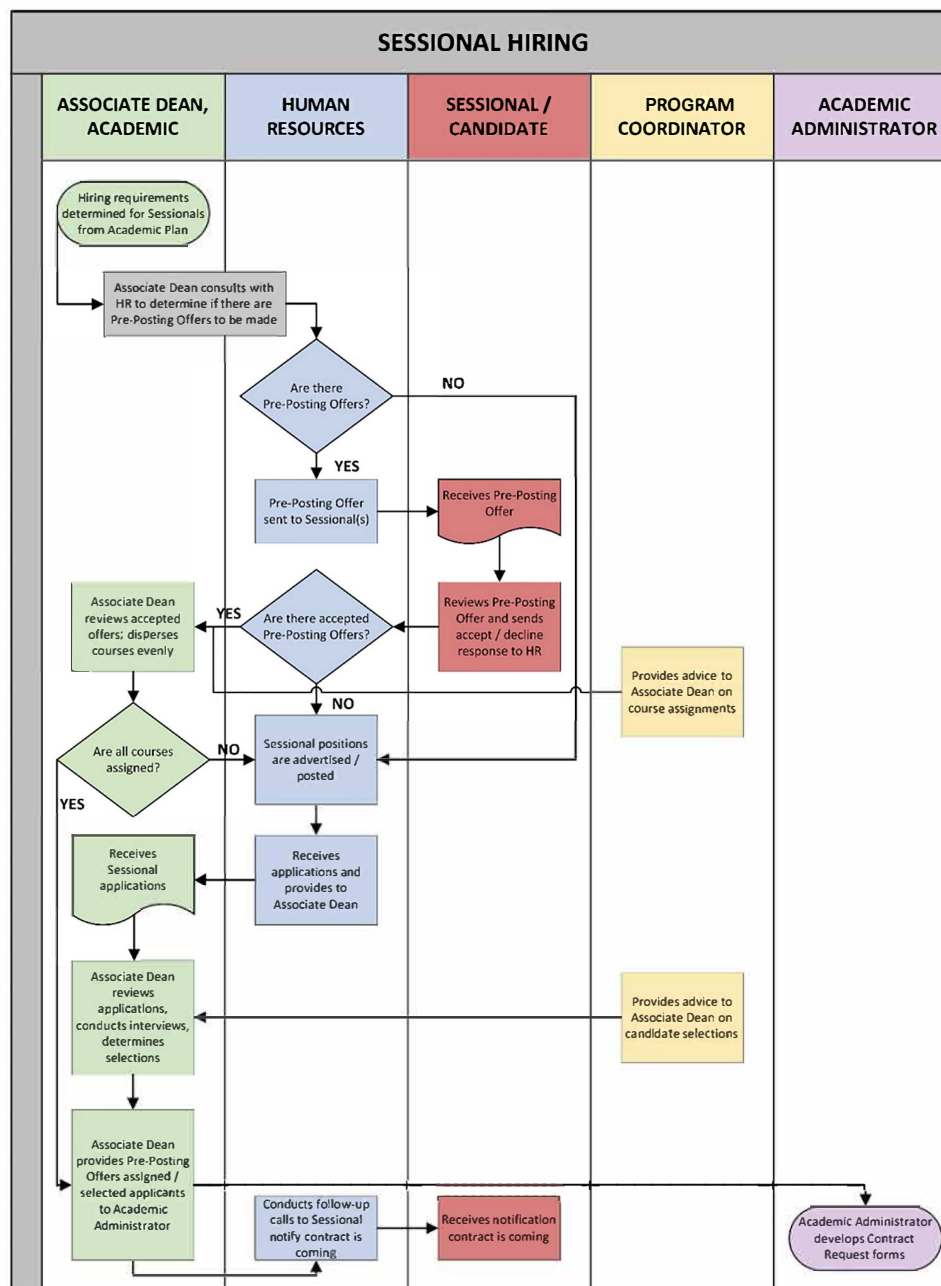 SESSIONAL HIRING
ASSOCIATE DEAN,
ACADEMIC
HUMAN
RESOURCES
SESSIONAL /
CANDIDATE
PROGRAM
COORDINATOR
ACADEMIC
ADMINISTRATOR
Hiring requirements
determined for Sessionals
from Academic Plan
Associate Dean consults with
HR to determine if there are
Pre-Posting Offers to be made
Are there
Pre-Posting Offers?
NO
YES
Pre-Posting Offer
sent to Sessional(s)
Receives Pre-Posting
Offer
Associate Dean
reviews accepted
offers; disperses
courses evenly
YES
Are there accepted
Pre-Posting Offers?
Reviews Pre-Posting
Offer and sends
accept / decline
response to HR
Provides advice to
Associate Dean on
course assignments
NO
Are all courses
assigned?
NO
Sessional positions
are advertised /
posted
YES
Receives
Sessional
applications
Receives
applications and
provides to
Associate Dean
Associate Dean
reviews
applications,
conducts interviews,
determines
selections
Provides advice to
Associate Dean on
candidate selections
Associate Dean
provides Pre-Posting
Offers assigned /
selected applicants
to Academic
Administrator
Conducts follow-up
calls to Sessional
notify contract is
coming
Receives notification
contract is coming
Academic Administrator
develops Contract
Request forms